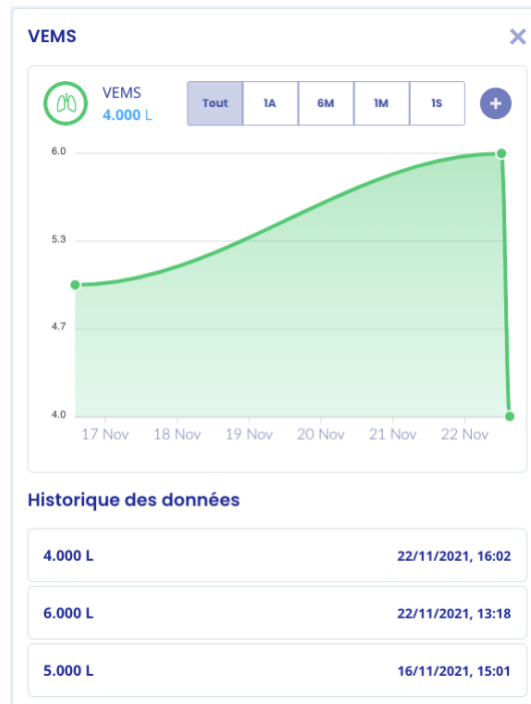 VEMS
VEMS
4.000 L
Tout 1A 6M 1M 1S
6.0
5.3
4.7
4.0
17 Nov 18 Nov 19 Nov 20 Nov 21 Nov 22 Nov
Historique des données
4.000 L 22/11/2021, 16:02
6.000 L 22/11/2021, 13:18
5.000 L 16/11/2021, 15:01